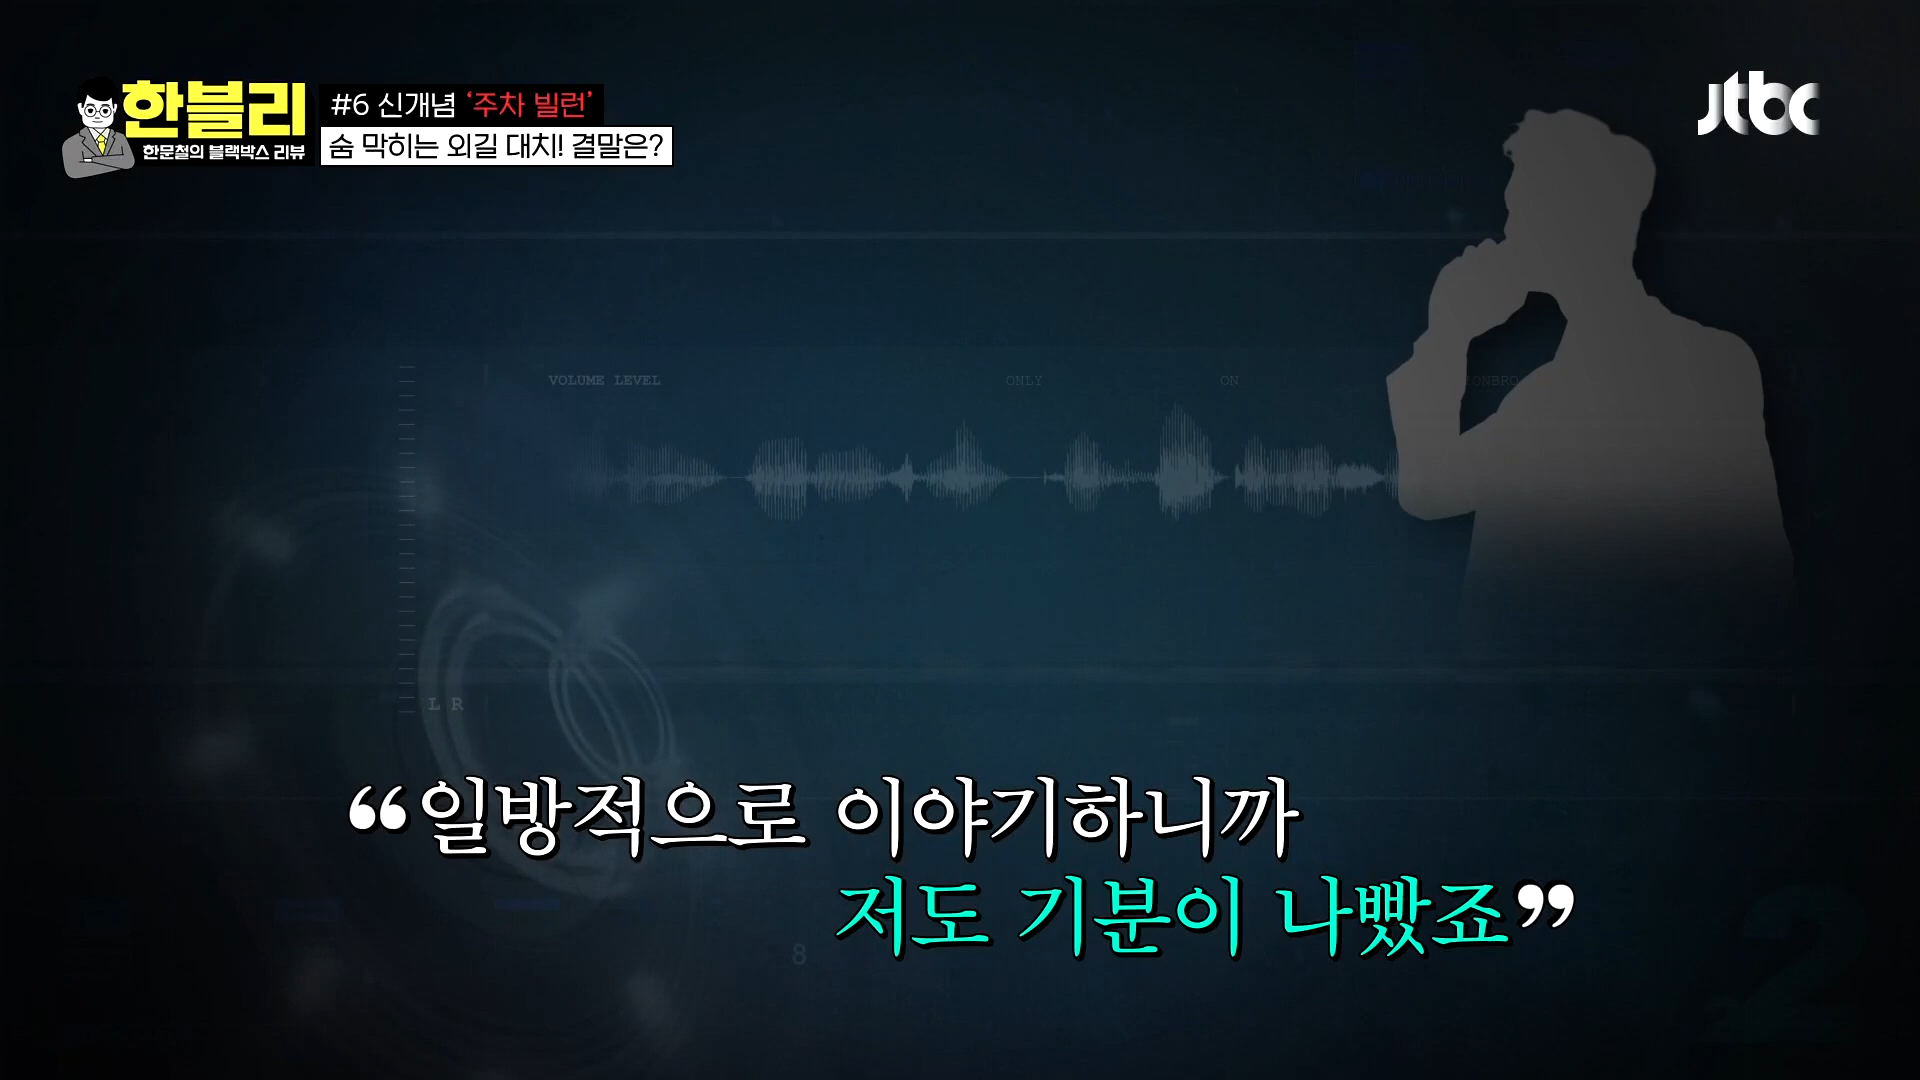 한블리
한문철의 블랙박스 리뷰
#6 신개념 ‘주차 빌런’
숨 막히는 외길 대치! 결말은?
jtbc
VOLUME LEVEL
ONLY
ON
L R
“일방적으로 이야기하니까
저도 기분이 나빴죠”
8